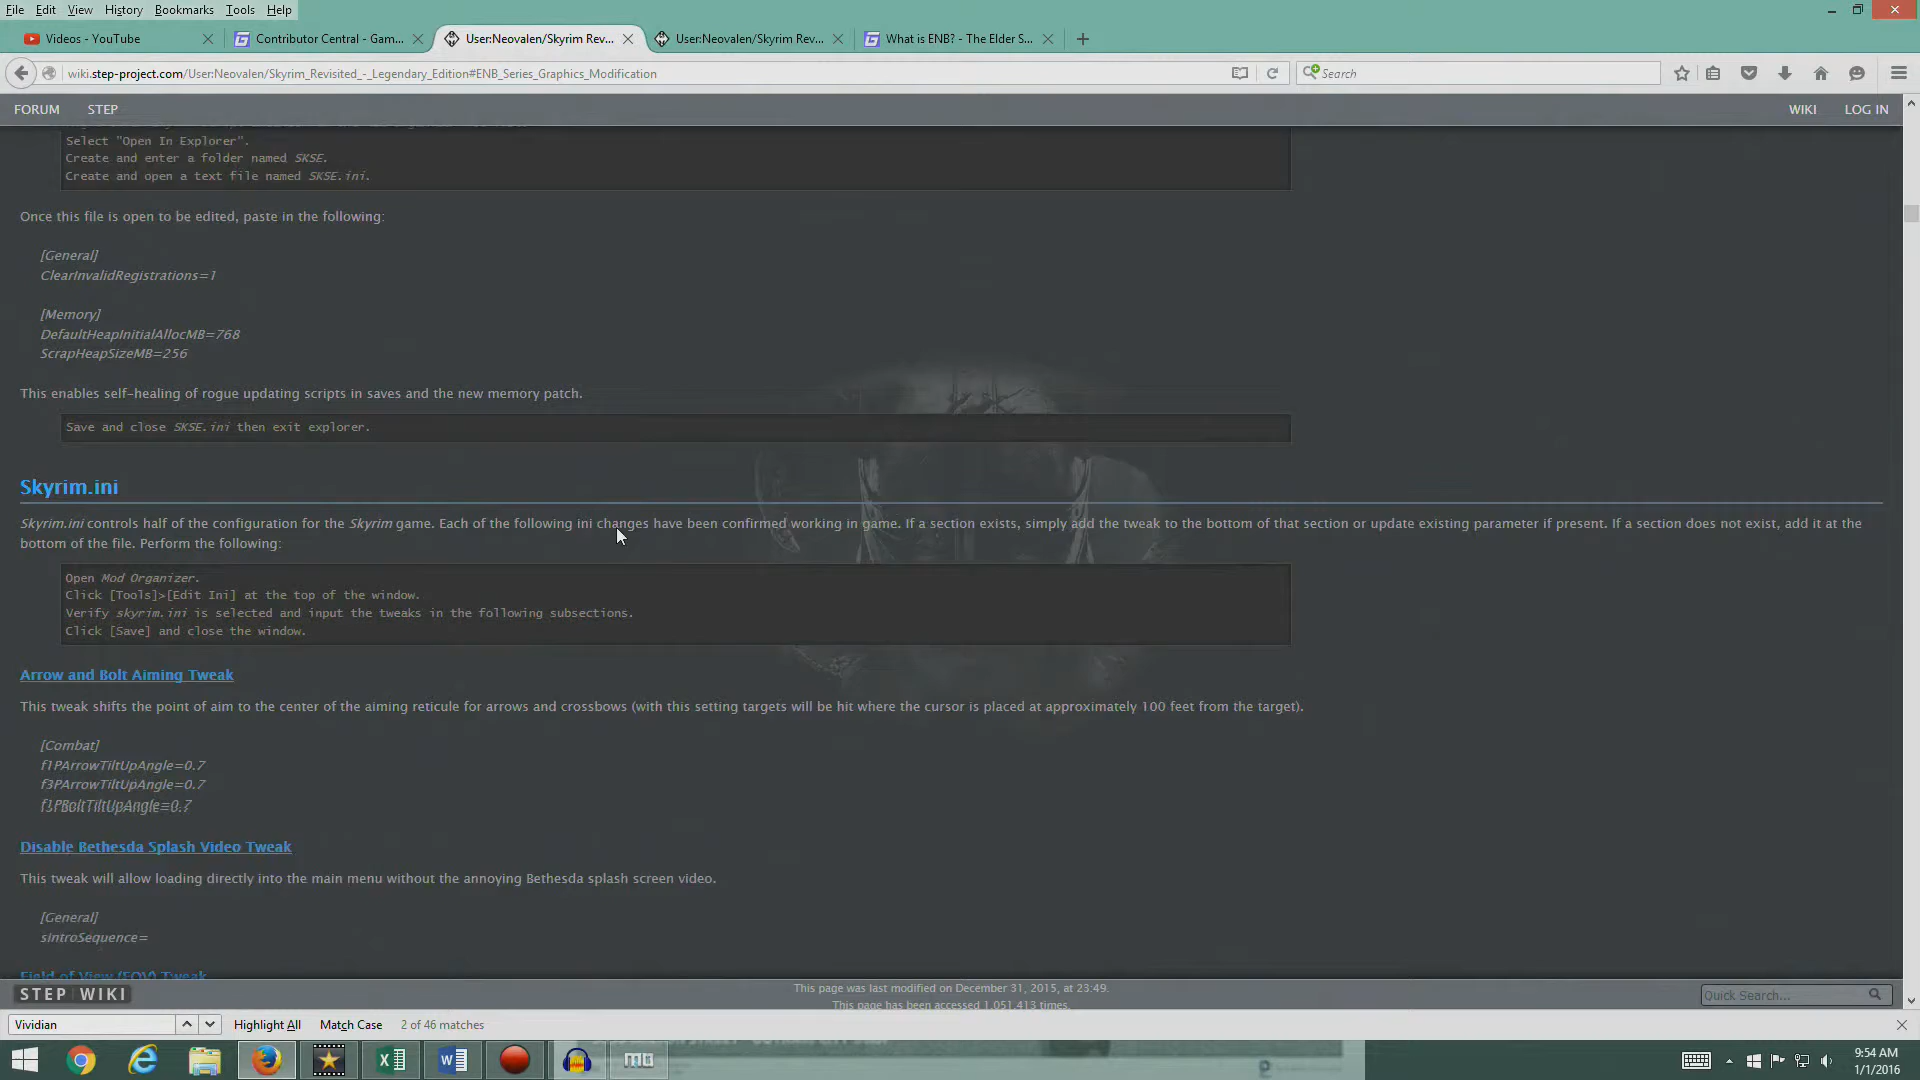 File Edit View History Bookmarks Tools Help
Videos - YouTube
Contributor Central - Gam...
User:Neovalen/Skyrim Rev...
User:Neovalen/Skyrim Rev...
What is ENB? - The Elder S...
wiki.step-project.com/User:Neovalen/Skyrim_Revisited_-_Legendary_Edition#ENB_Series_Graphics_Modification
Search
FORUM STEP WIKI LOG IN
Select "Open In Explorer".
Create and enter a folder named SKSE.
Create and open a text file named SKSE.ini.
Once this file is open to be edited, paste in the following:
[General]
ClearInvalidRegistrations=1
[Memory]
DefaultHeapInitialAllocMB=768
ScrapHeapSizeMB=256
This enables self-healing of rogue updating scripts in saves and the new memory patch.
Save and close SKSE.ini then exit explorer.
Skyrim.ini
Skyrim.ini controls half of the configuration for the Skyrim game. Each of the following ini changes have been confirmed working in game. If a section exists, simply add the tweak to the bottom of that section or update existing parameter if present. If a section does not exist, add it at the
bottom of the file. Perform the following:
Open Mod Organizer.
Click [Tools]>[Edit Ini] at the top of the window.
Verify skyrim.ini is selected and input the tweaks in the following subsections.
Click [Save] and close the window.
Arrow and Bolt Aiming Tweak
This tweak shifts the point of aim to the center of the aiming reticule for arrows and crossbows (with this setting targets will be hit where the cursor is placed at approximately 100 feet from the target).
[Combat]
f1PArrowTiltUpAngle=0.7
f3PArrowTiltUpAngle=0.7
Disable Bethesda Splash Video Tweak
This tweak will allow loading directly into the main menu without the annoying Bethesda splash screen video.
[General]
sIntroSequence=
Field of View (FOV) Tweak
STEP WIKI
This page was last modified on December 31, 2015, at 23:49.
This page has been accessed 1,051,413 times.
Quick Search...
Vividian
Highlight All Match Case 2 of 46 matches
9:54 AM
1/1/2016